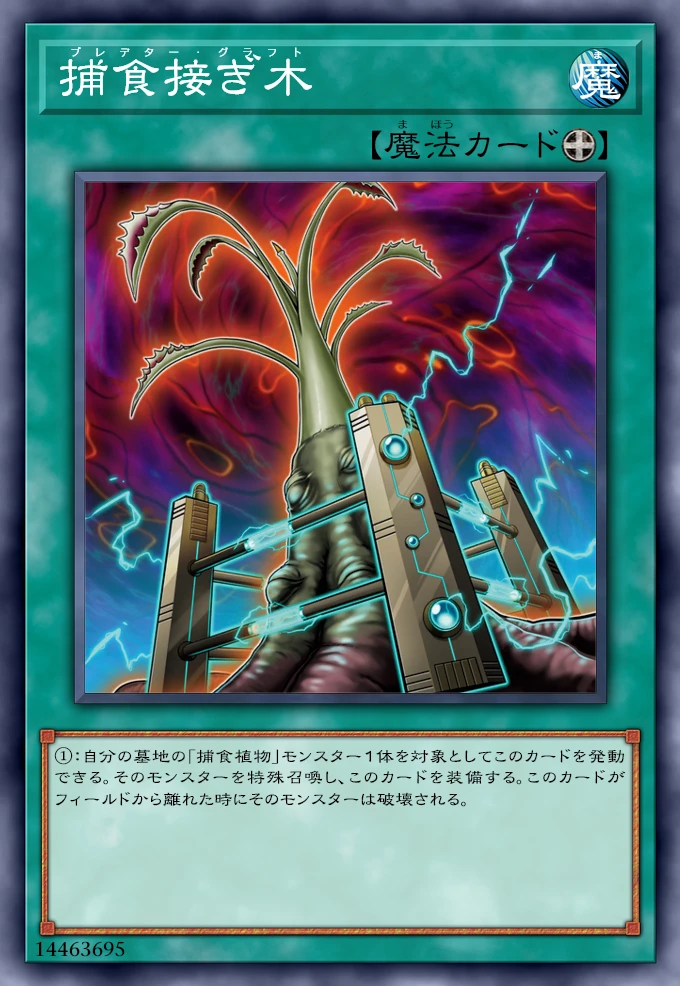 プレデター・グラフト
捕食接ぎ木
ま
魔
ま ほう
【魔法カード】
①：自分の墓地の「捕食植物」モンスター１体を対象としてこのカードを発動
できる。そのモンスターを特殊召喚し、このカードを装備する。このカードが
フィールドから離れた時にそのモンスターは破壊される。
14463695